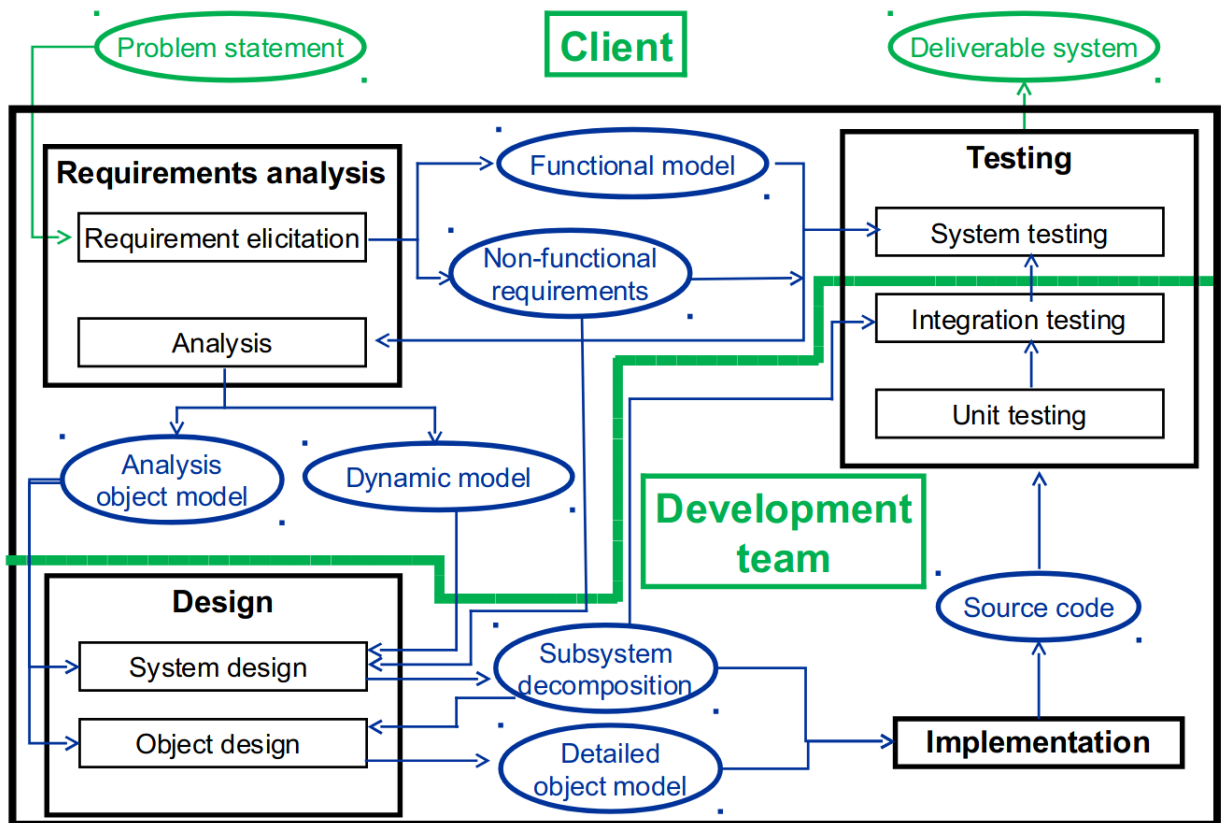 Problem statement
Client
Deliverable system
Requirements analysis
Functional model
Testing
Requirement elicitation
Non-functional
requirements
System testing
Analysis
Integration testing
Unit testing
Analysis
object model
Dynamic model
Development
team
Design
Source code
System design
Subsystem
decomposition
Object design
Detailed
object model
Implementation